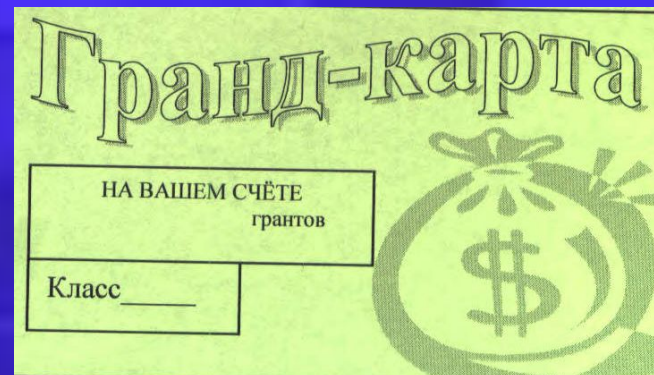 Гранд-карта
НА ВАШЕМ СЧЁТЕ
грантов
Класс_____
$